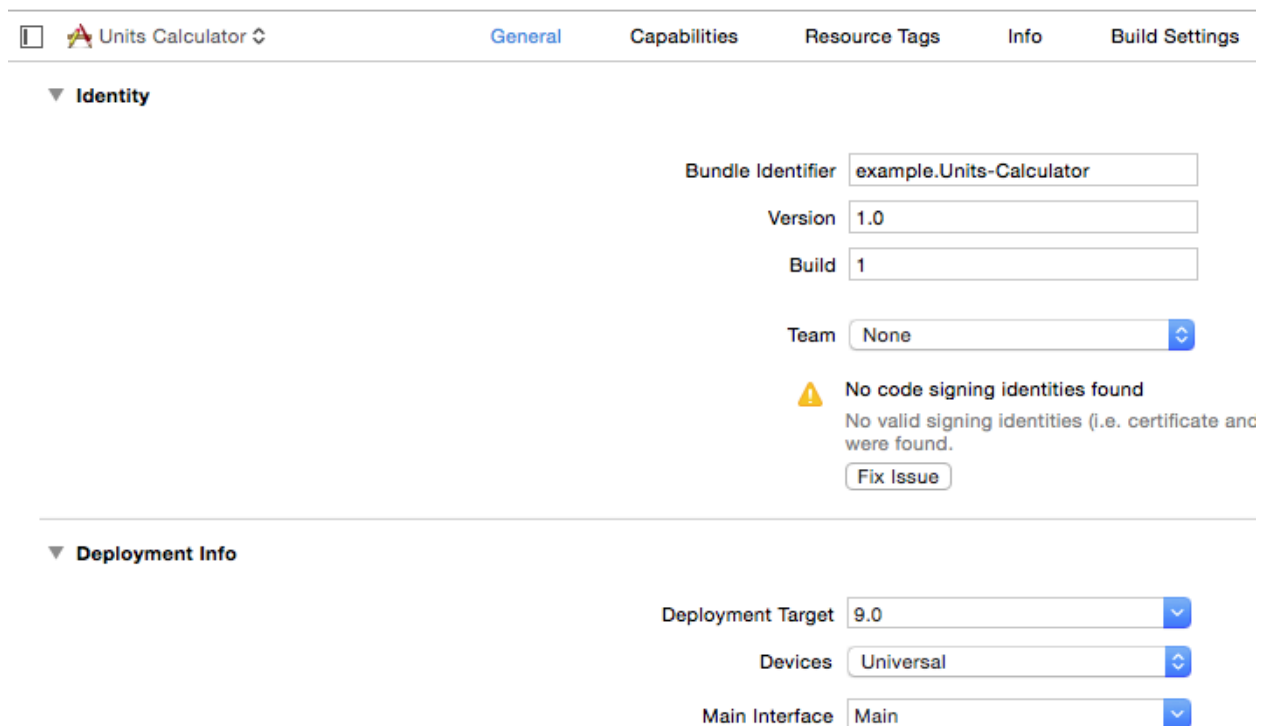 Units Calculator General Capabilities Resource Tags Info Build Settings
Identity
Bundle Identifier example.Units-Calculator
Version 1.0
Build 1
Team None
No code signing identities found
No valid signing identities (i.e. certificate and
were found.
Fix Issue
Deployment Info
Deployment Target 9.0
Devices Universal
Main Interface Main